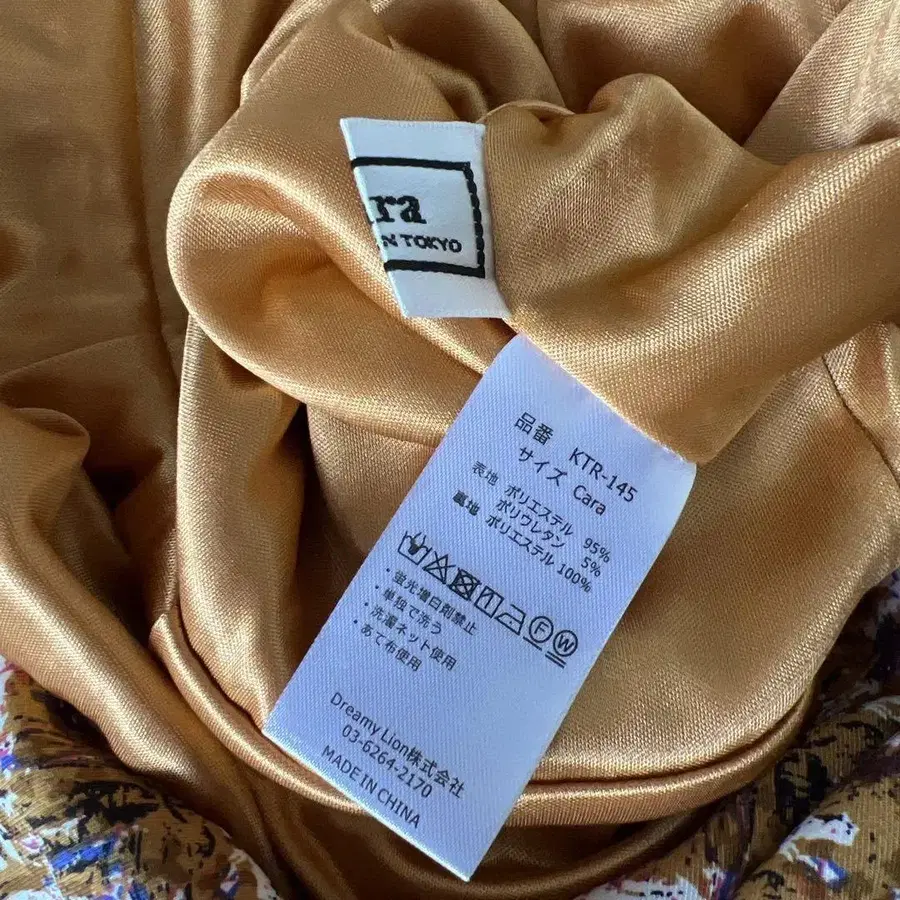 ra
N TOKYO
品番 KTR-145
サイズ Cara
表地 ポリエステル 95%
ポリウレタン 5%
裏地 ポリエステル 100%
F W
・蛍光増白剤禁止
・単独で洗う
・洗濯ネット使用
・あて布使用
Dreamy Lion株式会社
03-6264-2170
MADE IN CHINA